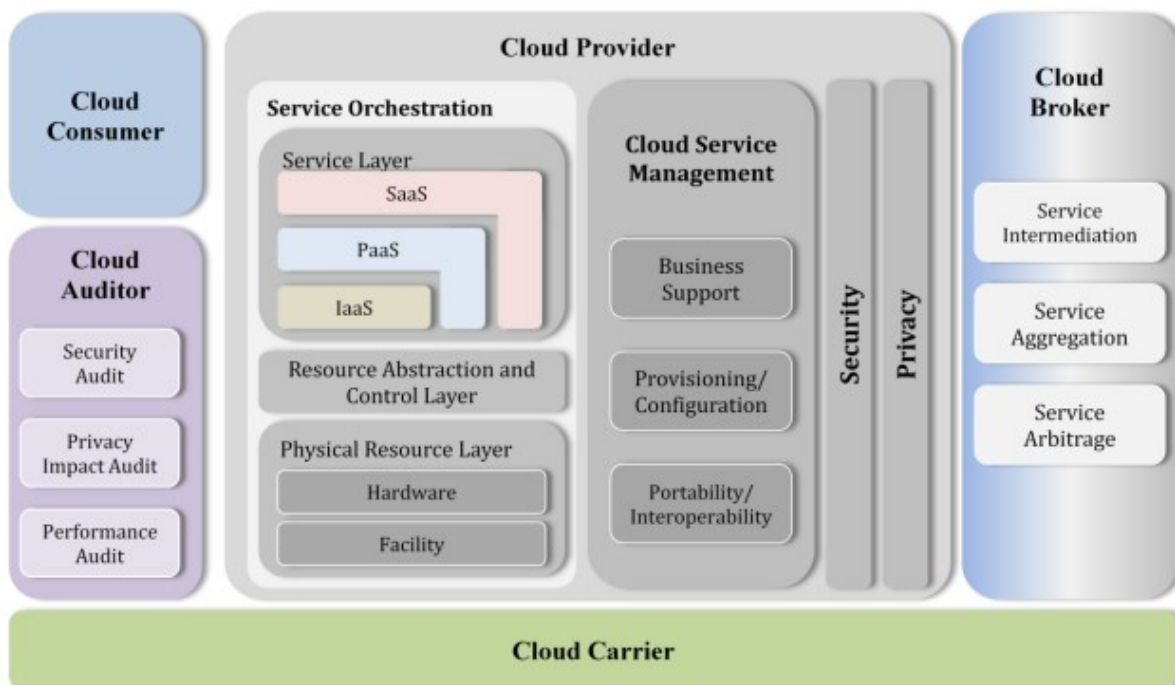 Cloud
Consumer
Cloud
Auditor
Security
Audit
Privacy
Impact Audit
Performance
Audit
Cloud Provider
Service Orchestration
Service Layer
SaaS
PaaS
IaaS
Resource Abstraction and
Control Layer
Physical Resource Layer
Hardware
Facility
Cloud Service
Management
Business
Support
Provisioning/
Configuration
Portability/
Interoperability
Security
Privacy
Cloud
Broker
Service
Intermediation
Service
Aggregation
Service
Arbitrage
Cloud Carrier